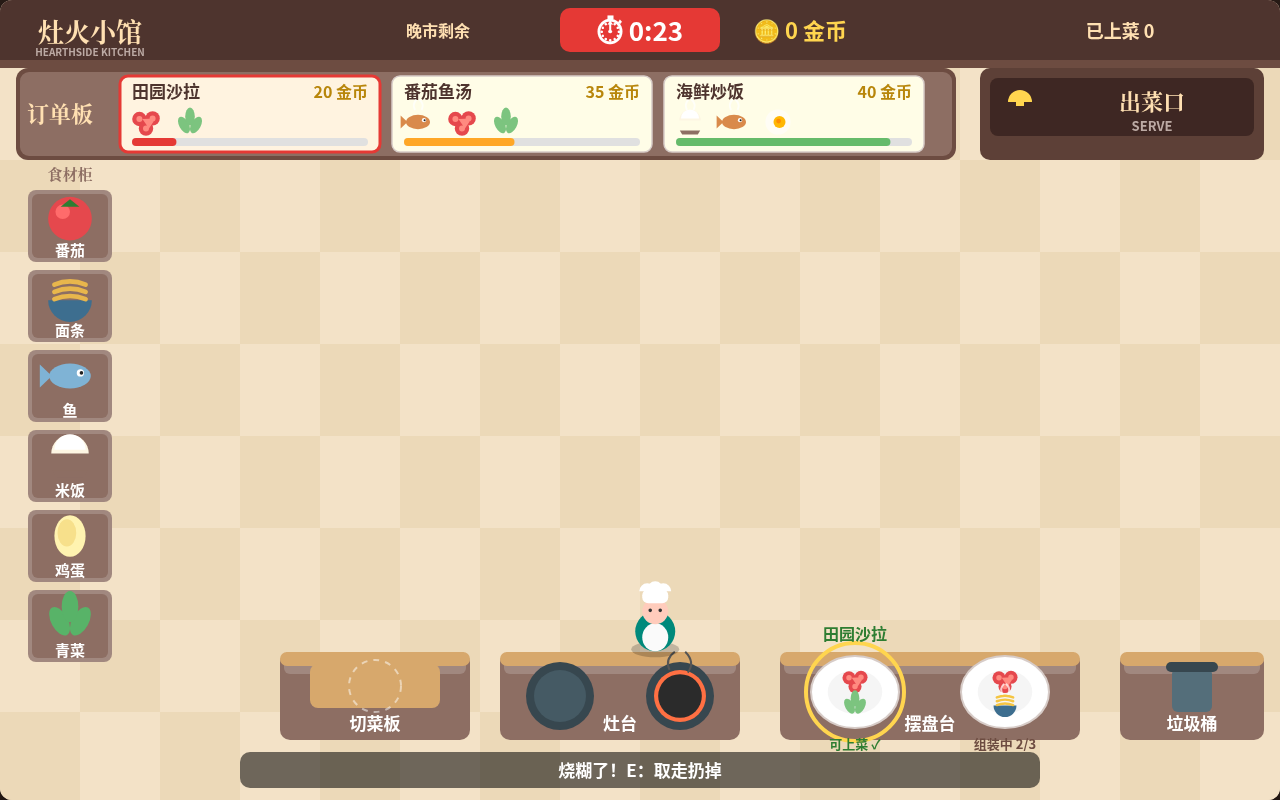 灶火小馆
HEARTHSIDE KITCHEN
晚市剩余
⏱ 0:23
🪙 0 金币
已上菜 0
订单板
田园沙拉
20 金币
番茄鱼汤
35 金币
海鲜炒饭
40 金币
出菜口
SERVE
食材柜
番茄
面条
鱼
米饭
鸡蛋
青菜
田园沙拉
切菜板
灶台
摆盘台
垃圾桶
可上菜 ✓
组装中 2/3
烧糊了！E：取走扔掉